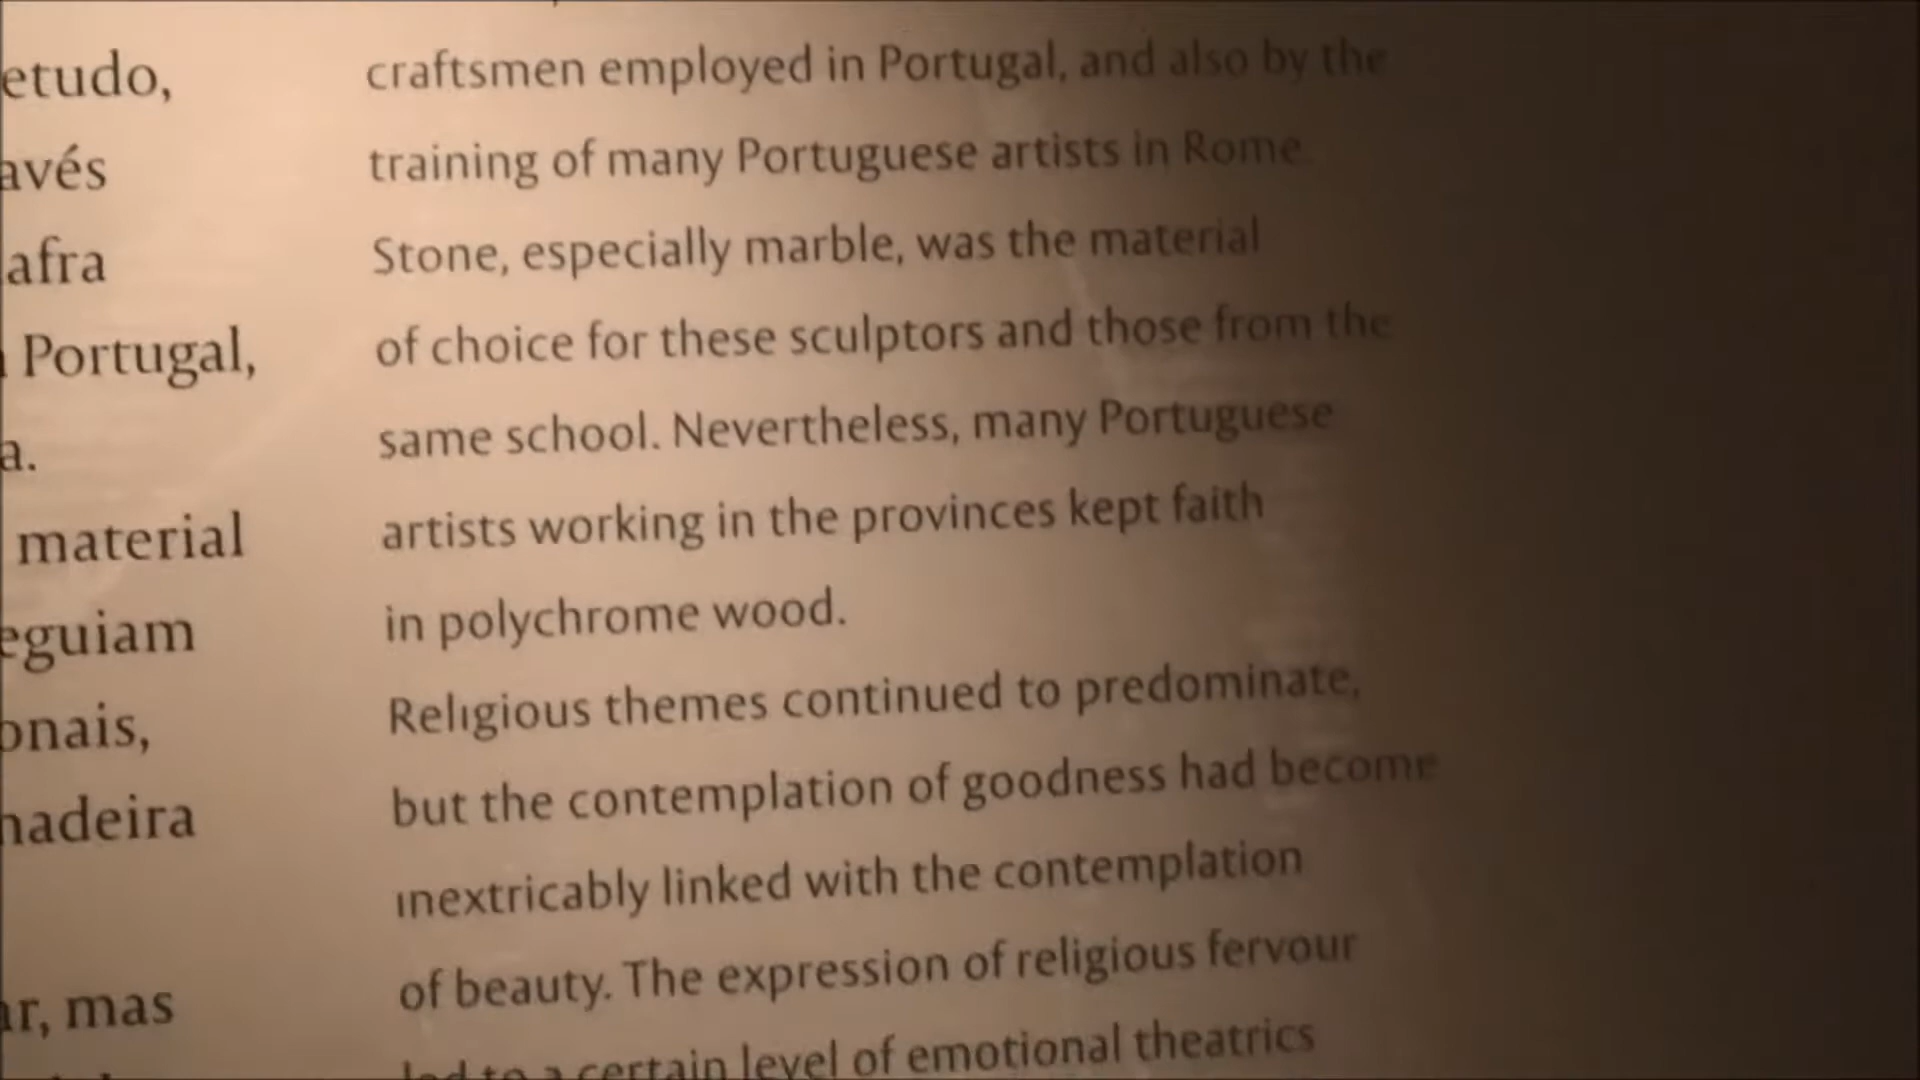 etudo,
avés
afra
Portugal,
a.
material
eguiam
onais,
nadeira
ar, mas
craftsmen employed in Portugal, and also by the
training of many Portuguese artists in Rome.
Stone, especially marble, was the material
of choice for these sculptors and those from the
same school. Nevertheless, many Portuguese
artists working in the provinces kept faith
in polychrome wood.
Religious themes continued to predominate,
but the contemplation of goodness had become
inextricably linked with the contemplation
of beauty. The expression of religious fervour
led to a certain level of emotional theatrics